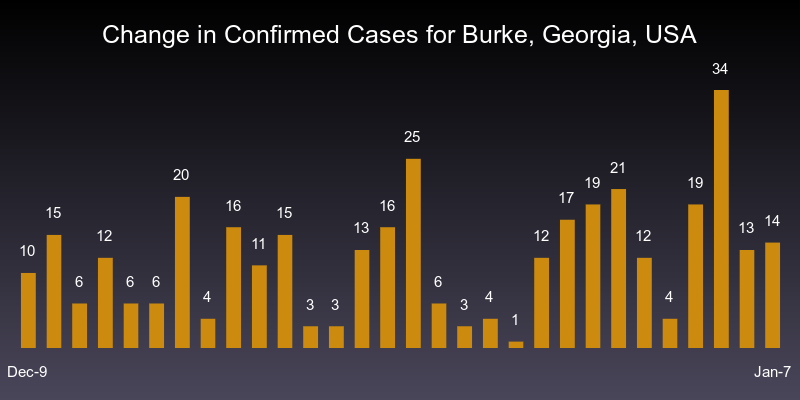 Change in Confirmed Cases for Burke, Georgia, USA
10 15 6 12 6 6 20 4 16 11 15 3 3 13 16 25 6 3 4 1 12 17 19 21 12 4 19 34 13 14
Dec-9 Jan-7